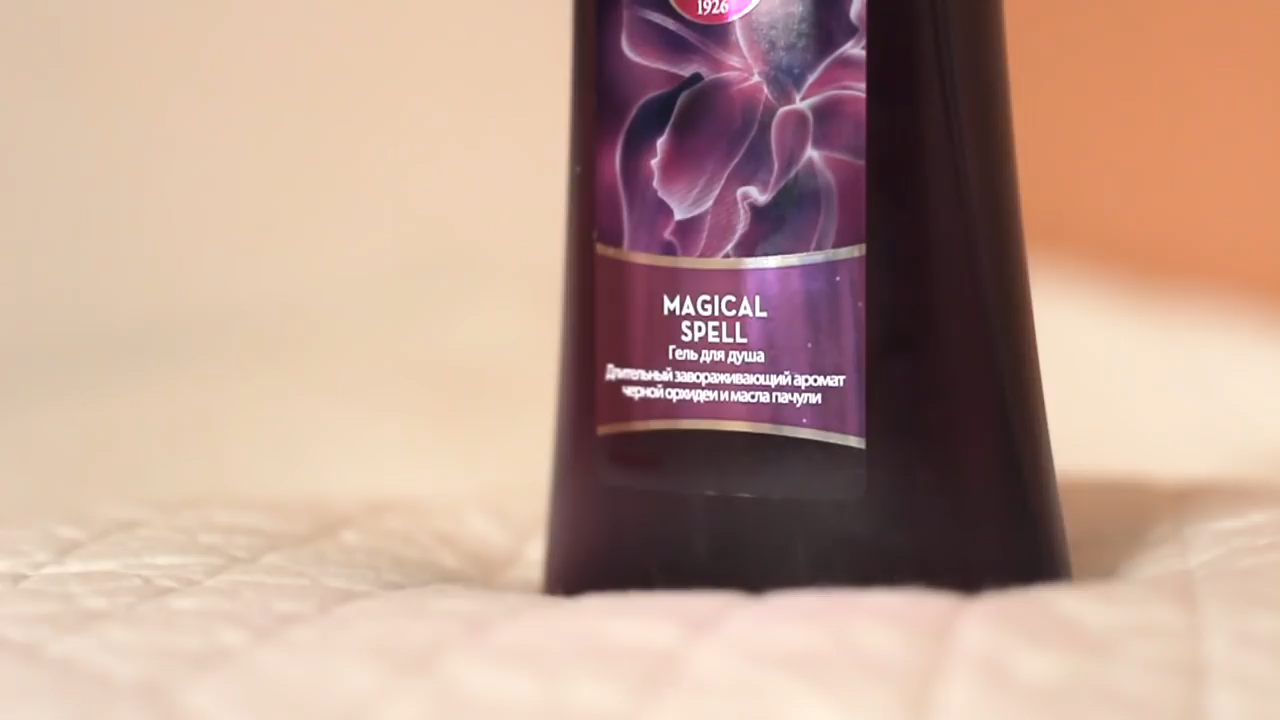 1926
MAGICAL
SPELL
Гель для душа
Длительный завораживающий аромат
черной орхидеи и масла пачули